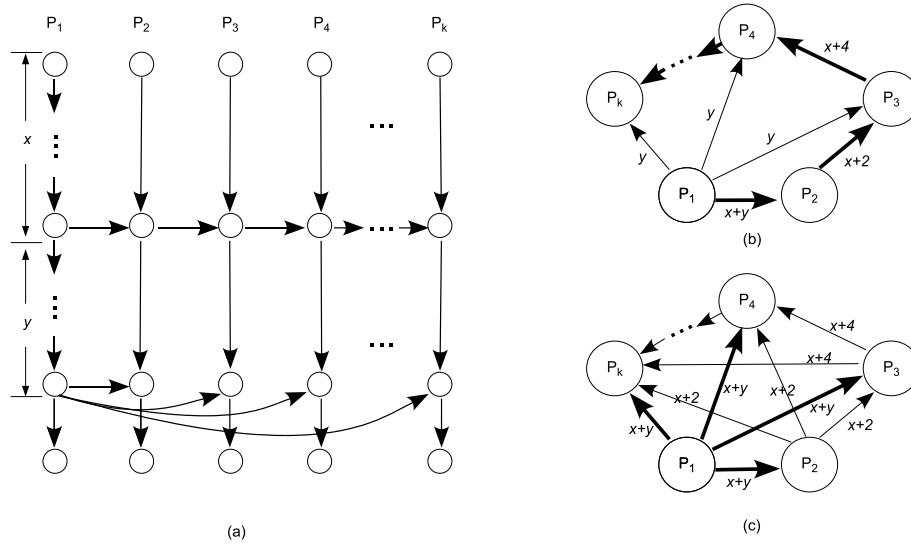 P1 P2 P3 P4 Pk
x
y
(a)
P4
x+4
Pk
P3
y
y
y
x+2
P1
P2
x+y
(b)
P4
x+4
Pk
x+4
P3
x+y
x+2
x+2
x+y
x+y
x+2
P1
P2
x+y
(c)